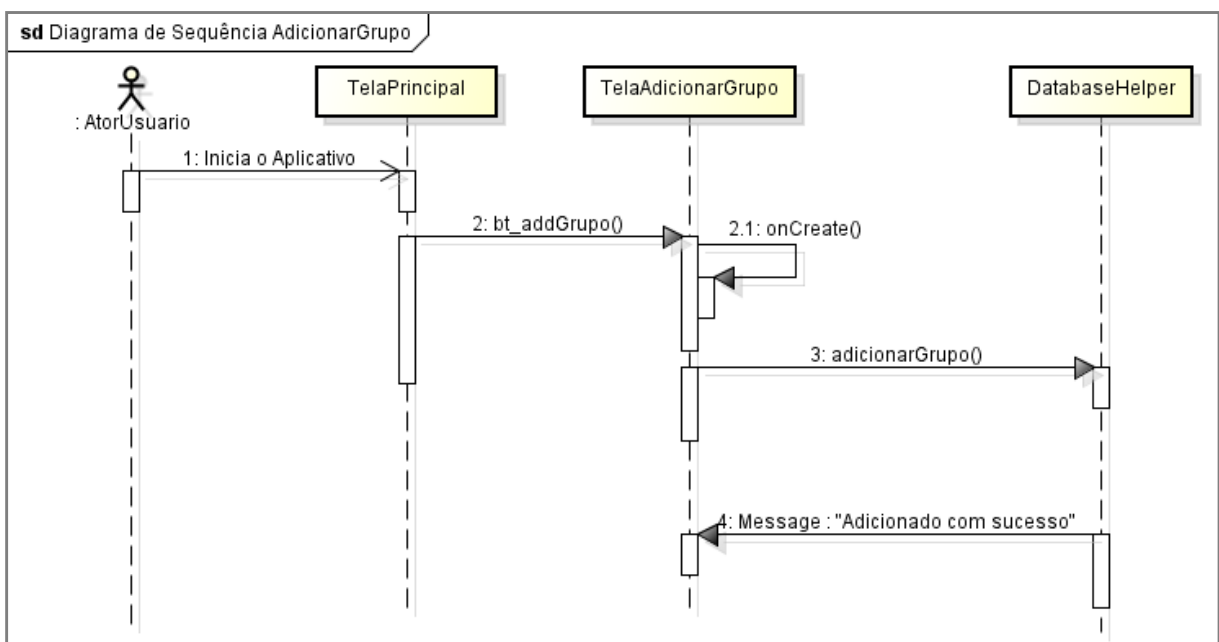 sd Diagrama de Sequência AdicionarGrupo
: AtorUsuario
TelaPrincipal
TelaAdicionarGrupo
DatabaseHelper
1: Inicia o Aplicativo
2: bt_addGrupo()
2.1: onCreate()
3: adicionarGrupo()
4: Message : "Adicionado com sucesso"